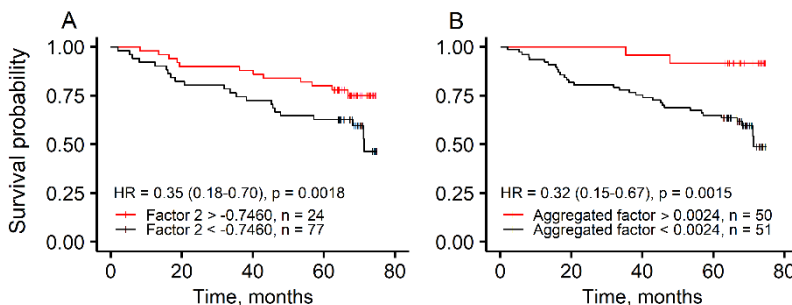 A
B
Survival probability
1.00
0.75
0.50
0.25
0.00
HR = 0.35 (0.18-0.70), p = 0.0018
Factor 2 > -0.7460, n = 24
Factor 2 < -0.7460, n = 77
0 20 40 60 80
Time, months
1.00
0.75
0.50
0.25
0.00
HR = 0.32 (0.15-0.67), p = 0.0015
Aggregated factor > 0.0024, n = 50
Aggregated factor < 0.0024, n = 51
0 20 40 60 80
Time, months